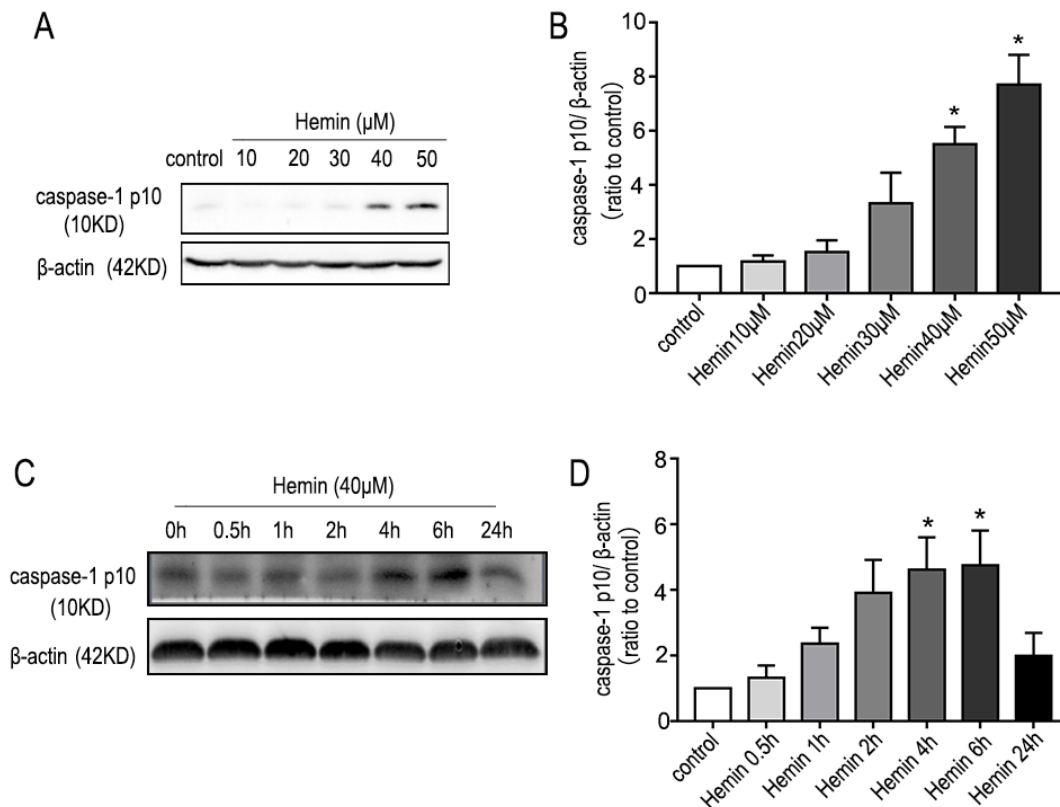 A
Hemin (µM)
control 10 20 30 40 50
caspase-1 p10
(10KD)
β-actin (42KD)
B
caspase-1 p10/ β-actin
(ratio to control)
10
8
6
4
2
0
* *
control
Hemin10µM
Hemin20µM
Hemin30µM
Hemin40µM
Hemin50µM
C
Hemin (40µM)
0h 0.5h 1h 2h 4h 6h 24h
caspase-1 p10
(10KD)
β-actin (42KD)
D
caspase-1 p10/ β-actin
(ratio to control)
8
6
4
2
0
* *
control
Hemin 0.5h
Hemin 1h
Hemin 2h
Hemin 4h
Hemin 6h
Hemin 24h